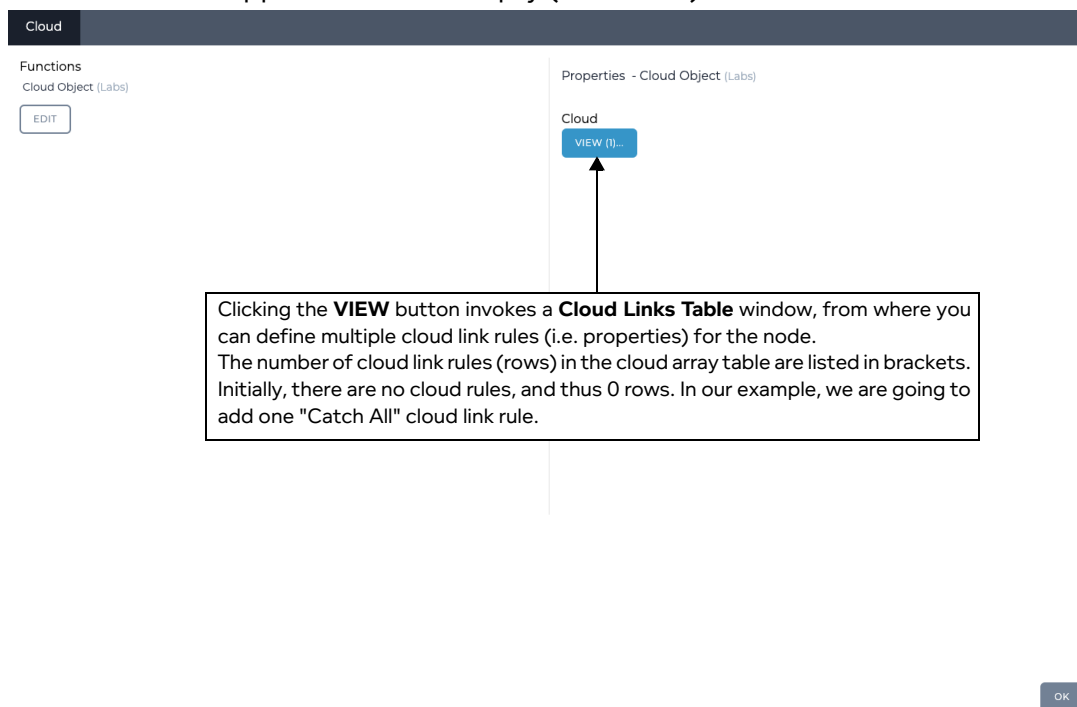 Cloud
Functions
Cloud Object (Labs)
EDIT
Properties - Cloud Object (Labs)
Cloud
VIEW (1)...
Clicking the VIEW button invokes a Cloud Links Table window, from where you
can define multiple cloud link rules (i.e. properties) for the node.
The number of cloud link rules (rows) in the cloud array table are listed in brackets.
Initially, there are no cloud rules, and thus 0 rows. In our example, we are going to
add one "Catch All" cloud link rule.
OK